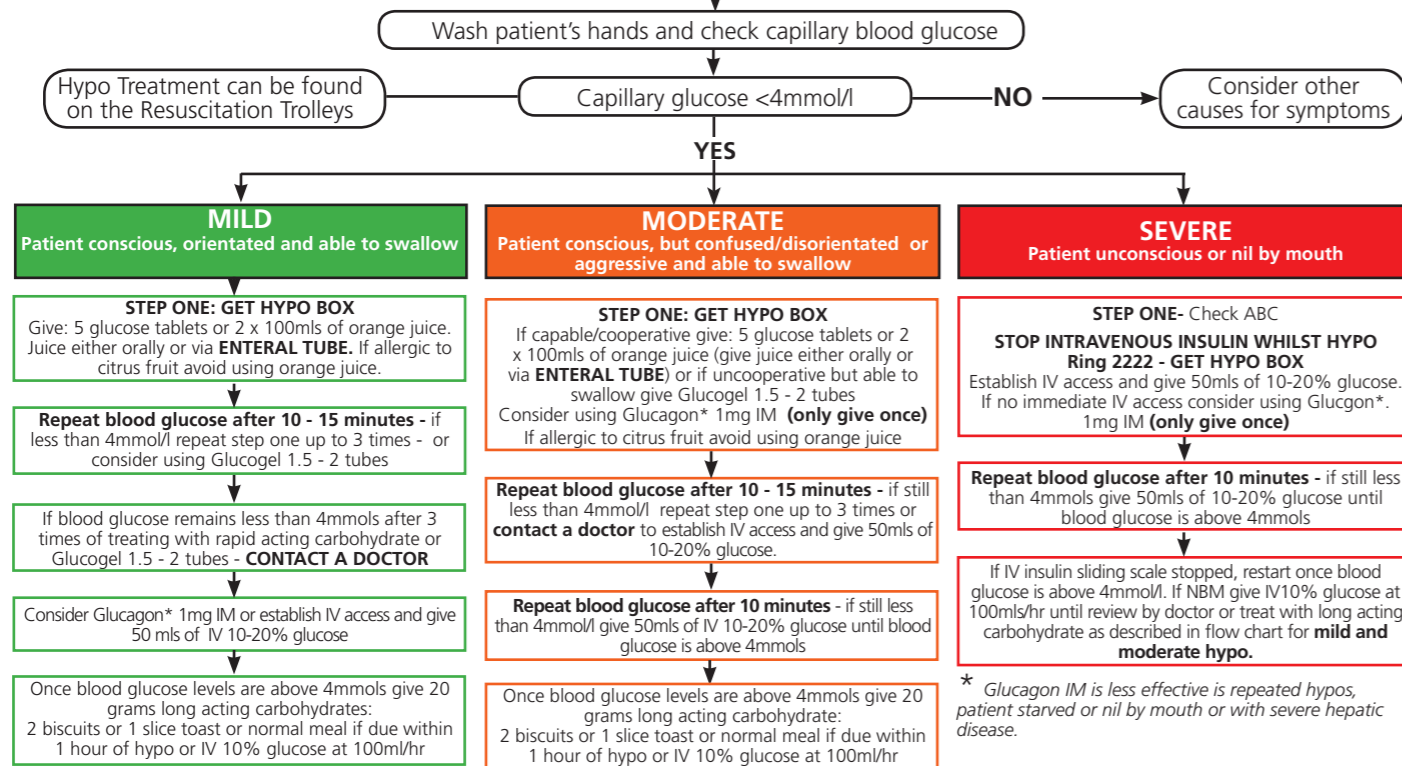 Wash patient's hands and check capillary blood glucose
Hypo Treatment can be found
on the Resuscitation Trolleys
Capillary glucose <4mmol/l
NO
Consider other
causes for symptoms
YES
MILD
Patient conscious, orientated and able to swallow
STEP ONE: GET HYPO BOX
Give: 5 glucose tablets or 2 x 100mls of orange juice.
Juice either orally or via ENTERAL TUBE. If allergic to
citrus fruit avoid using orange juice.
Repeat blood glucose after 10 - 15 minutes - if
less than 4mmol/l repeat step one up to 3 times - or
consider using Glucogel 1.5 - 2 tubes
If blood glucose remains less than 4mmols after 3
times of treating with rapid acting carbohydrate or
Glucogel 1.5 - 2 tubes - CONTACT A DOCTOR
Consider Glucagon* 1mg IM or establish IV access and give
50 mls of IV 10-20% glucose
Once blood glucose levels are above 4mmols give 20
grams long acting carbohydrates:
2 biscuits or 1 slice toast or normal meal if due within
1 hour of hypo or IV 10% glucose at 100ml/hr
MODERATE
Patient conscious, but confused/disorientated or
aggressive and able to swallow
STEP ONE: GET HYPO BOX
If capable/cooperative give: 5 glucose tablets or 2
x 100mls of orange juice (give juice either orally or
via ENTERAL TUBE) or if uncooperative but able to
swallow give Glucogel 1.5 - 2 tubes
Consider using Glucagon* 1mg IM (only give once)
If allergic to citrus fruit avoid using orange juice
Repeat blood glucose after 10 - 15 minutes - if still
less than 4mmol/l repeat step one up to 3 times or
contact a doctor to establish IV access and give 50mls of
10-20% glucose.
Repeat blood glucose after 10 minutes - if still less
than 4mmol/l give 50mls of IV 10-20% glucose until blood
glucose is above 4mmols
Once blood glucose levels are above 4mmols give 20
grams long acting carbohydrate:
2 biscuits or 1 slice toast or normal meal if due within
1 hour of hypo or IV 10% glucose at 100ml/hr
SEVERE
Patient unconscious or nil by mouth
STEP ONE- Check ABC
STOP INTRAVENOUS INSULIN WHILST HYPO
Ring 2222 - GET HYPO BOX
Establish IV access and give 50mls of 10-20% glucose.
If no immediate IV access consider using Glucgon*.
1mg IM (only give once)
Repeat blood glucose after 10 minutes - if still less
than 4mmols give 50mls of 10-20% glucose until
blood glucose is above 4mmols
If IV insulin sliding scale stopped, restart once blood
glucose is above 4mmol/l. If NBM give IV10% glucose at
100mls/hr until review by doctor or treat with long acting
carbohydrate as described in flow chart for mild and
moderate hypo.
* Glucagon IM is less effective is repeated hypos,
patient starved or nil by mouth or with severe hepatic
disease.